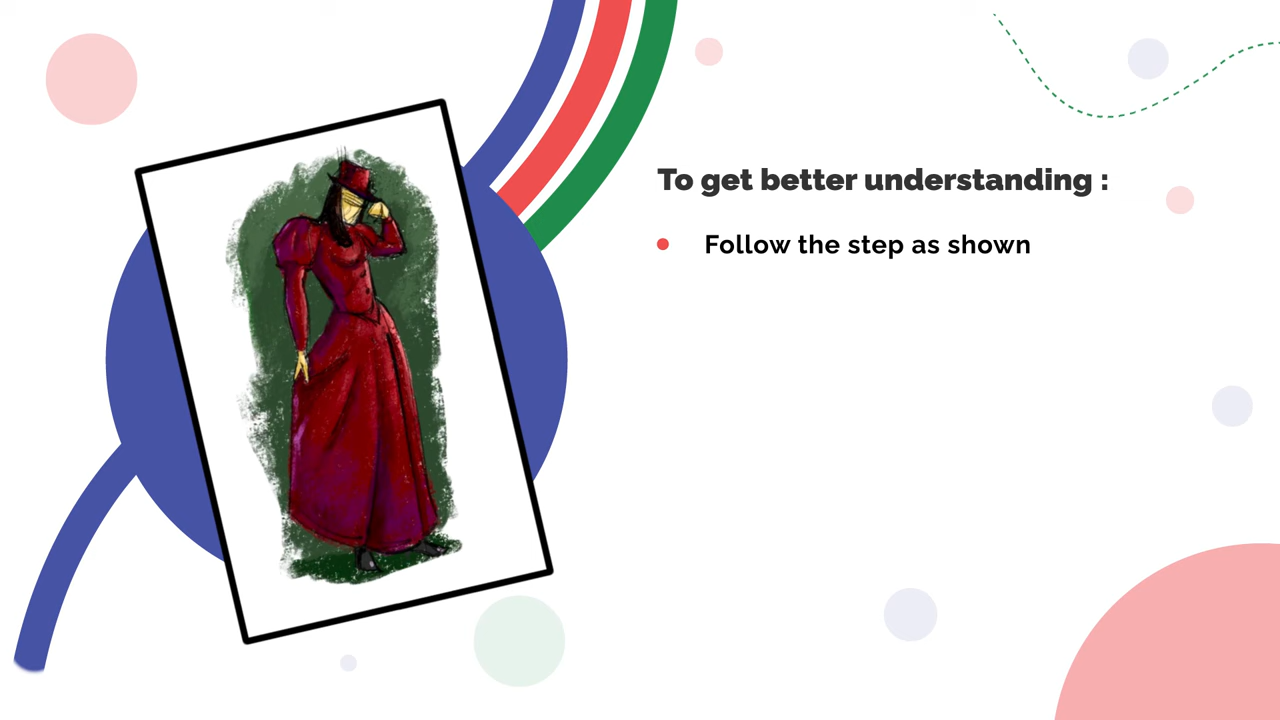 To get better understanding :
Follow the step as shown